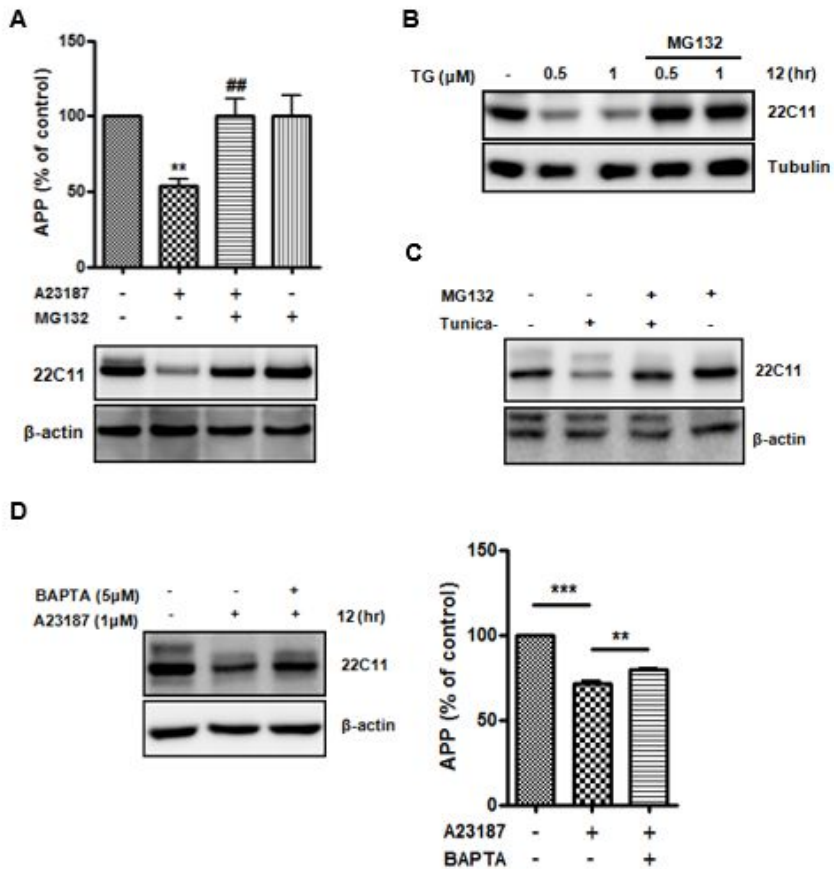 A
150
100
50
0
APP (% of control)
**
##
A23187 - + + -
MG132 - - + +
22C11
β-actin
B
MG132
TG (µM) - 0.5 1 0.5 1 12 (hr)
22C11
Tubulin
C
MG132 - - + +
Tunica- - + + -
22C11
β-actin
D
BAPTA (5µM) - - +
A23187 (1µM) - + + 12 (hr)
22C11
β-actin
150
100
50
0
APP (% of control)
***
**
A23187 - + +
BAPTA - - +